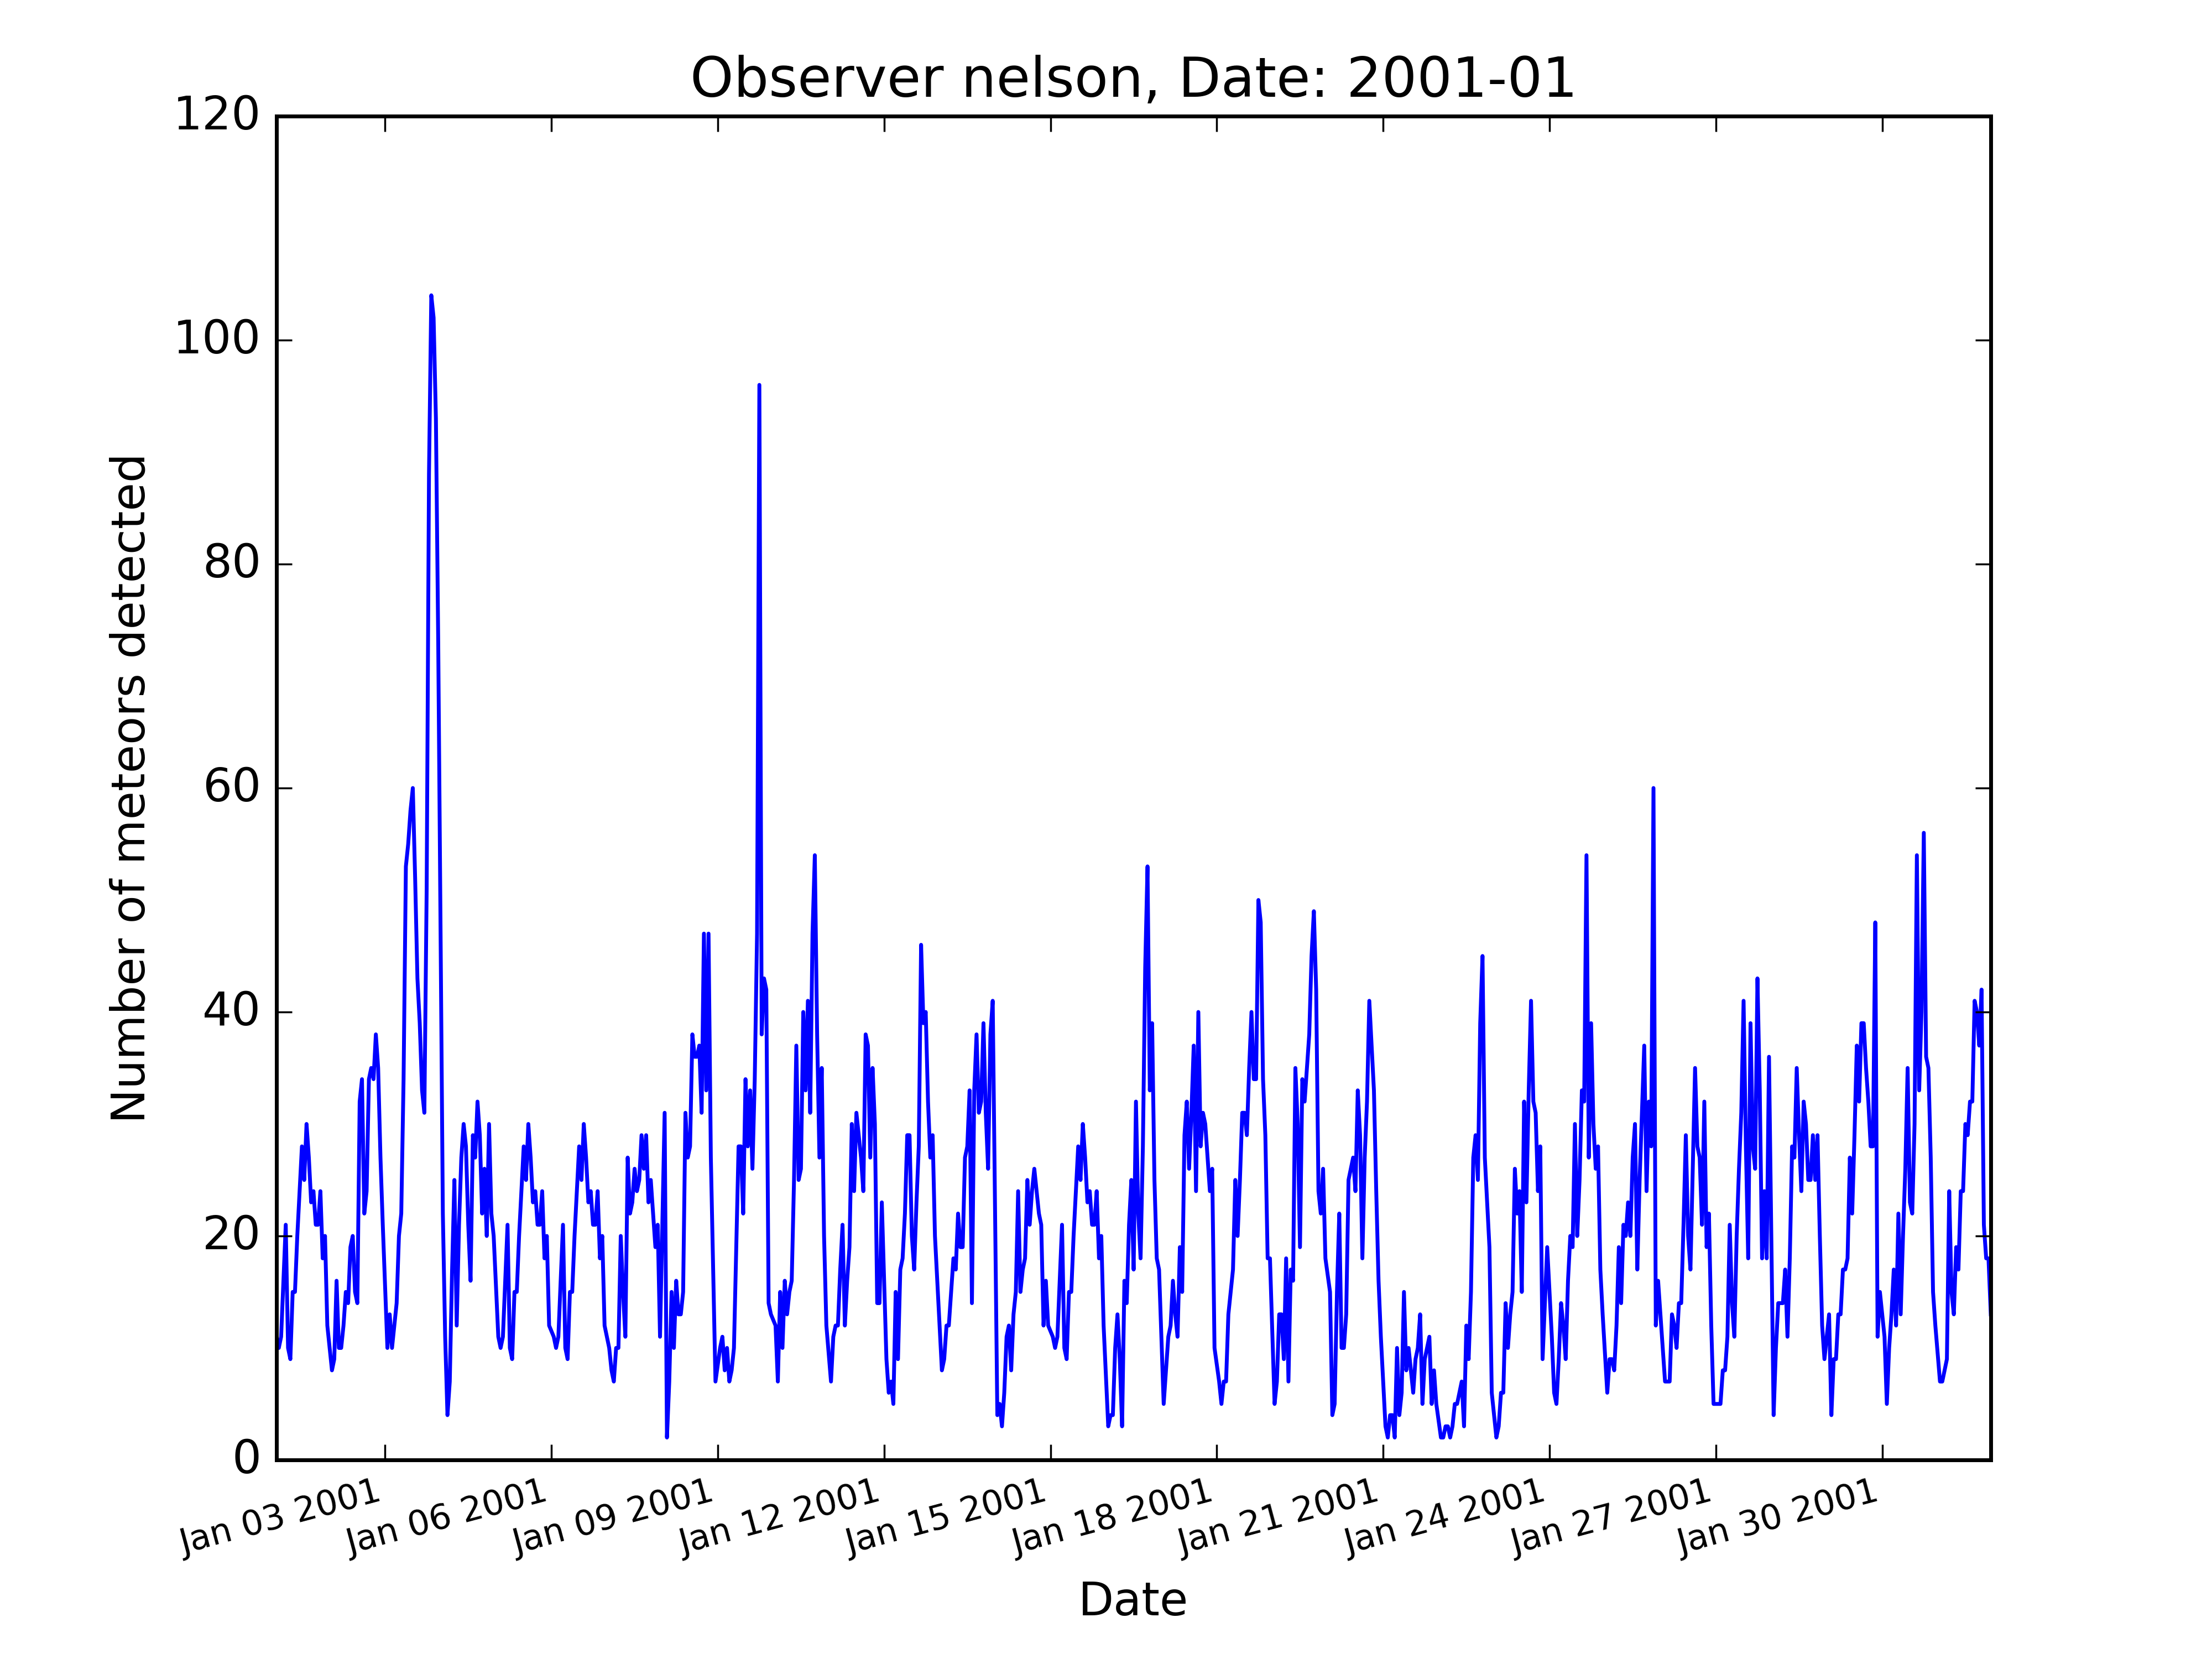 Observer nelson, Date: 2001-01
120
100
80
60
40
20
0
Number of meteors detected
Jan 03 2001
Jan 06 2001
Jan 09 2001
Jan 12 2001
Jan 15 2001
Jan 18 2001
Jan 21 2001
Jan 24 2001
Jan 27 2001
Jan 30 2001
Date